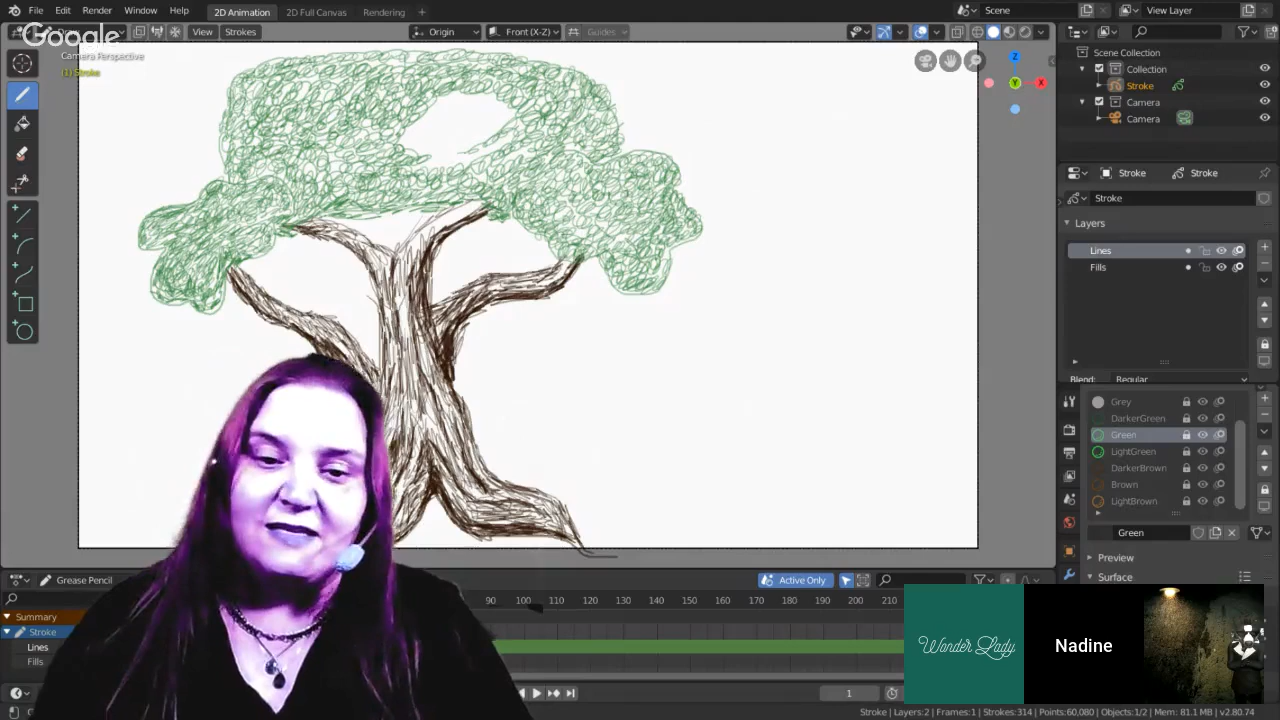 File Edit Render Window Help 2D Animation 2D Full Canvas Rendering + Scene View Layer
Google View Strokes Origin Front (X-Z) Guides
Camera Perspective
(1) Stroke
Z
Y X
Scene Collection
Collection
Stroke
Camera
Camera
Stroke Stroke
Stroke
Layers
Lines
Fills
Blend: Regular
Grey
DarkerGreen
Green
LightGreen
DarkerBrown
Brown
LightBrown
Green
Preview
Surface
Grease Pencil Active Only
90 100 110 120 130 140 150 160 170 180 190 200 210
Summary
Stroke
Lines
Fills
1
Wonder Lady
Nadine
Stroke | Layers:2 | Frames:1 | Strokes:314 | Points:60,080 | Objects:1/2 | Mem: 81.1 MB | v2.80.74